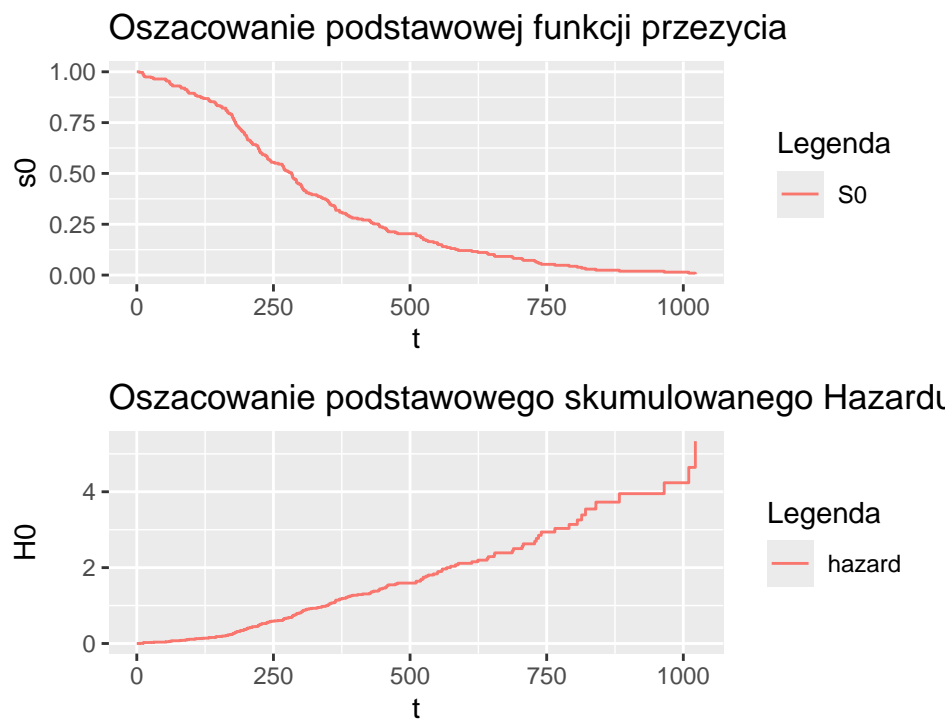 Oszacowanie podstawowej funkcji przezycia
1.00
0.75
0.50
0.25
0.00
s0
0 250 500 750 1000
t
Legenda
S0
Oszacowanie podstawowego skumulowanego Hazardu
4
2
0
H0
0 250 500 750 1000
t
Legenda
hazard